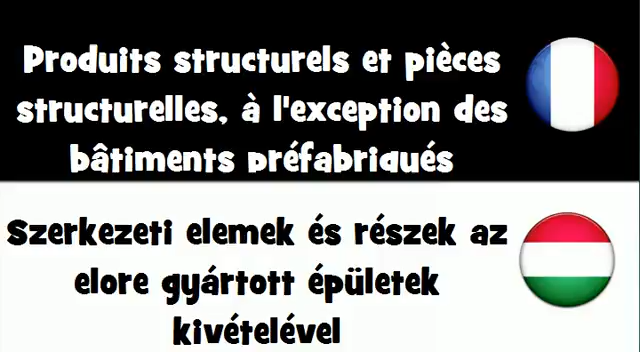 Produits structurels et pièces
structurelles, à l'exception des
bâtiments préfabriqués
Szerkezeti elemek és részek az
elore gyártott épületek
kivételével